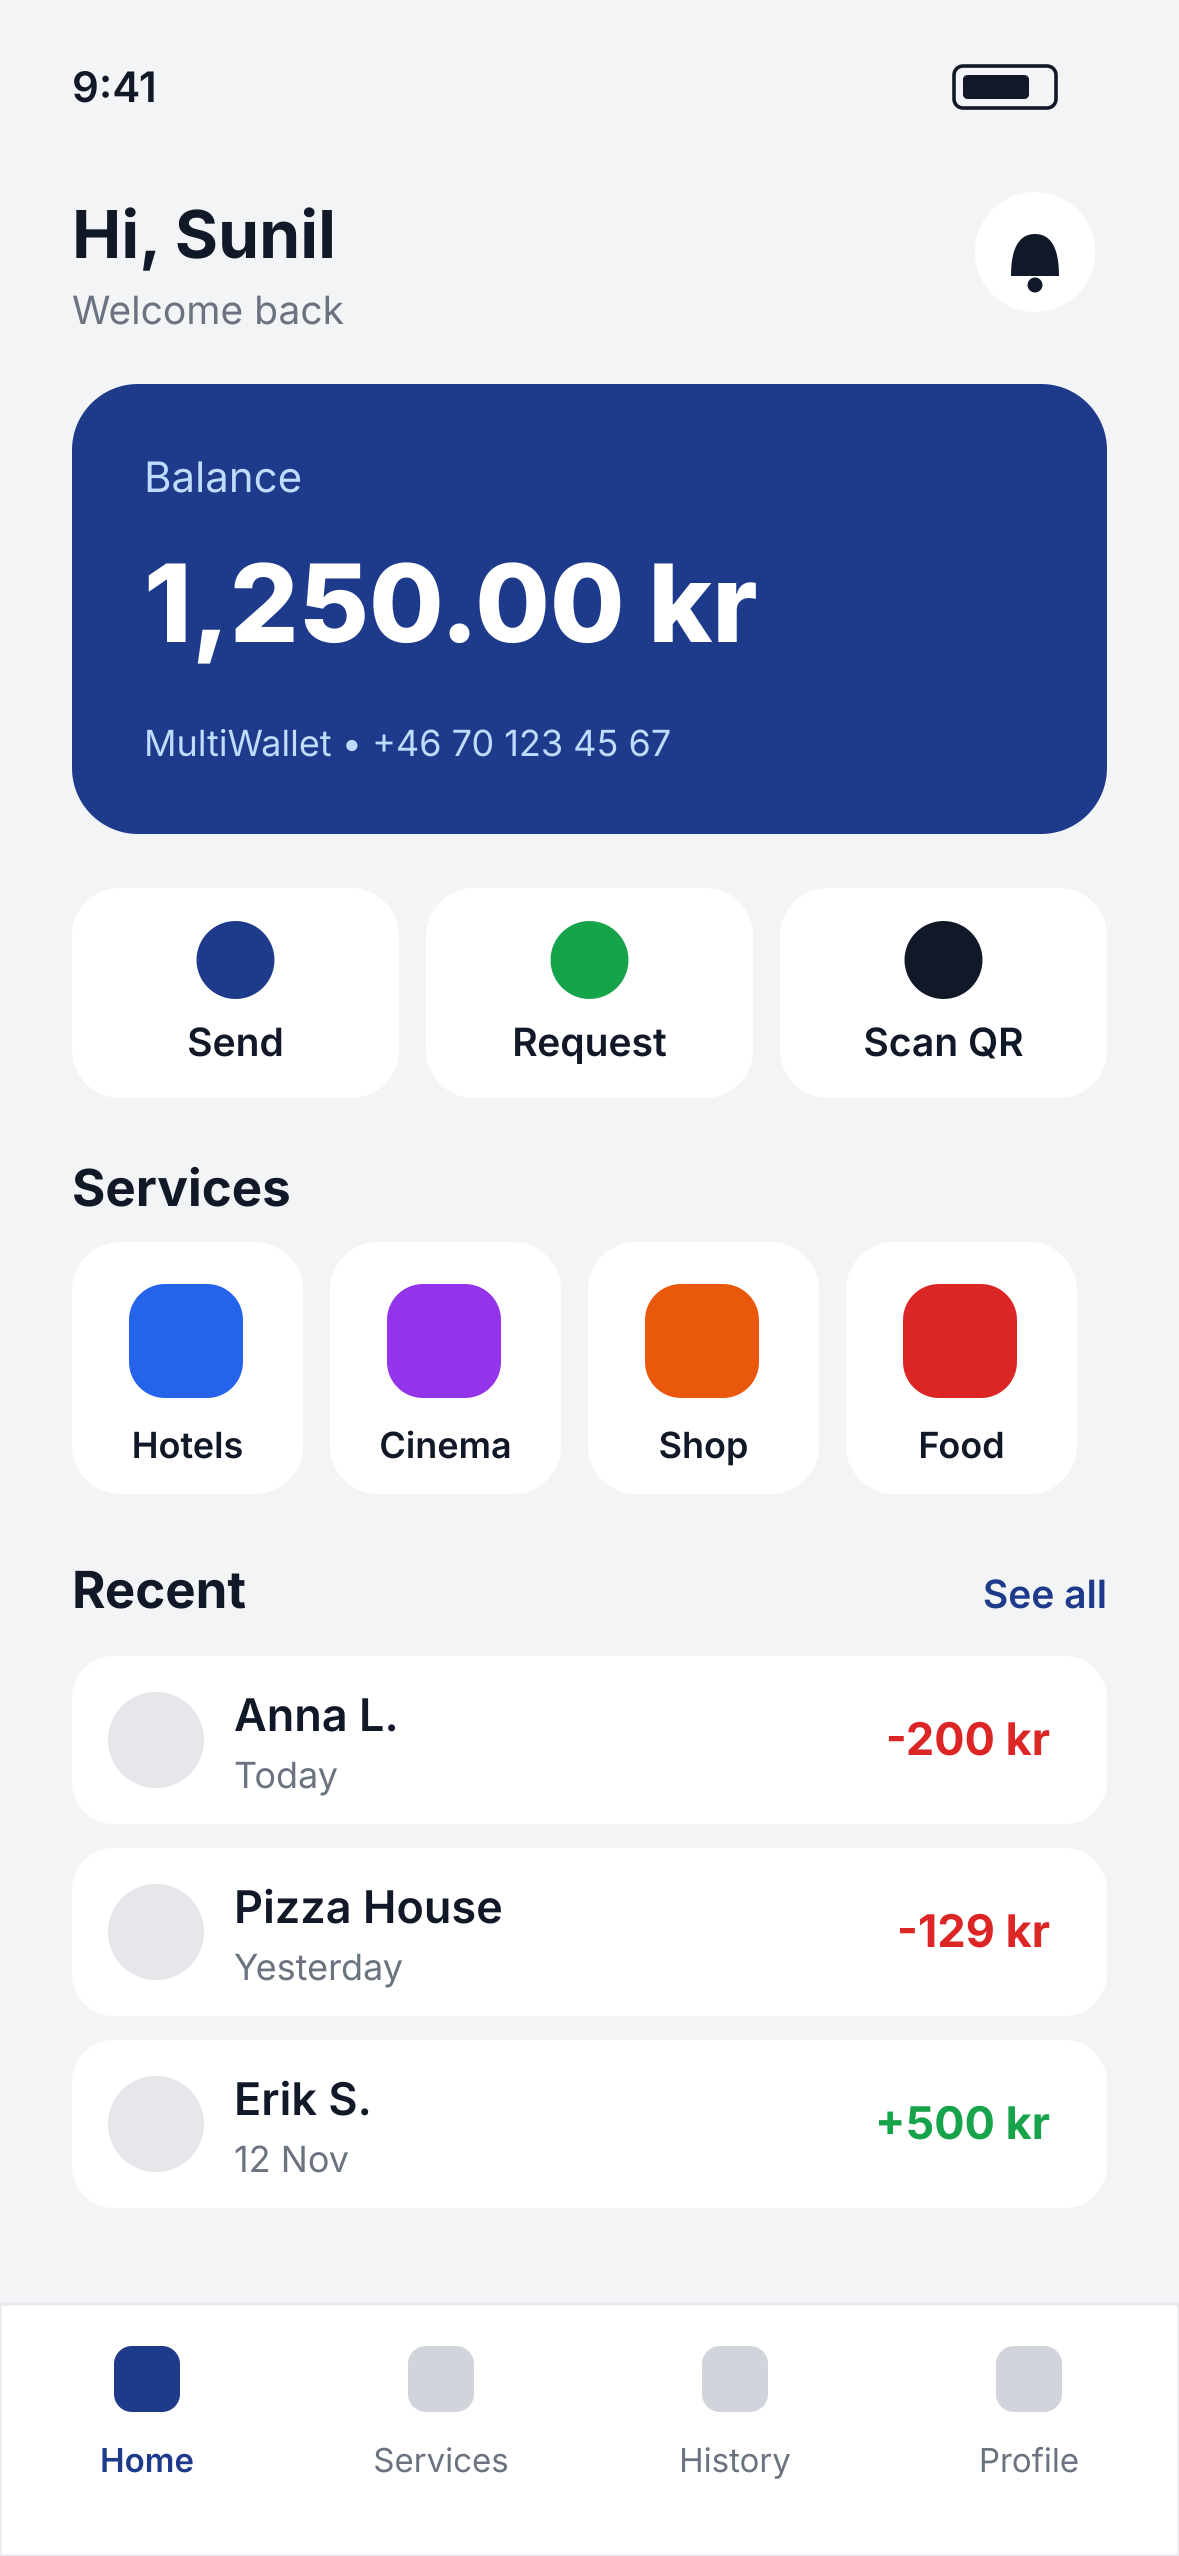 9:41
Hi, Sunil
Welcome back
Balance
1,250.00 kr
MultiWallet • +46 70 123 45 67
Send Request Scan QR
Services
Hotels Cinema Shop Food
Recent See all
Anna L.
Today
-200 kr
Pizza House
Yesterday
-129 kr
Erik S.
12 Nov
+500 kr
Home Services History Profile